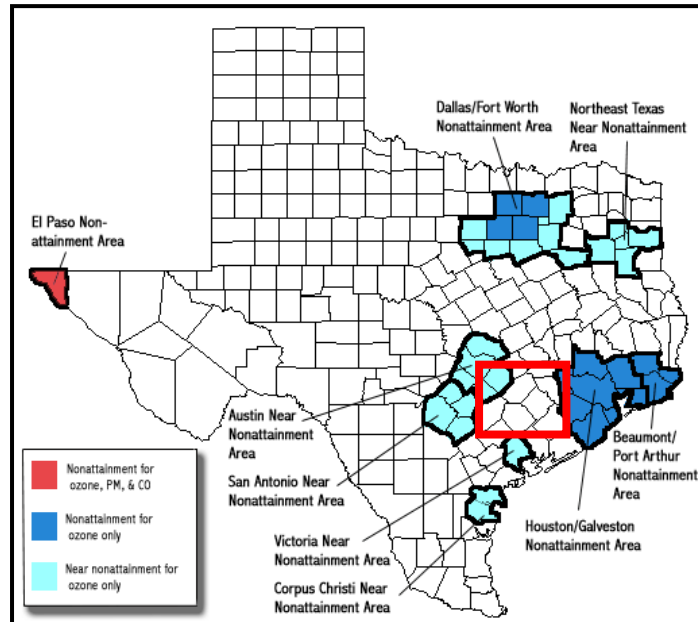 Dallas/Fort Worth
Nonattainment Area
Northeast Texas
Near Nonattainment
Area
El Paso Non-
attainment Area
Austin Near
Nonattainment
Area
San Antonio Near
Nonattainment Area
Victoria Near
Nonattainment Area
Corpus Christi Near
Nonattainment Area
Beaumont/
Port Arthur
Nonattainment
Area
Houston/Galveston
Nonattainment Area
Nonattainment for
ozone, PM, & CO
Nonattainment for
ozone only
Near nonattainment for
ozone only